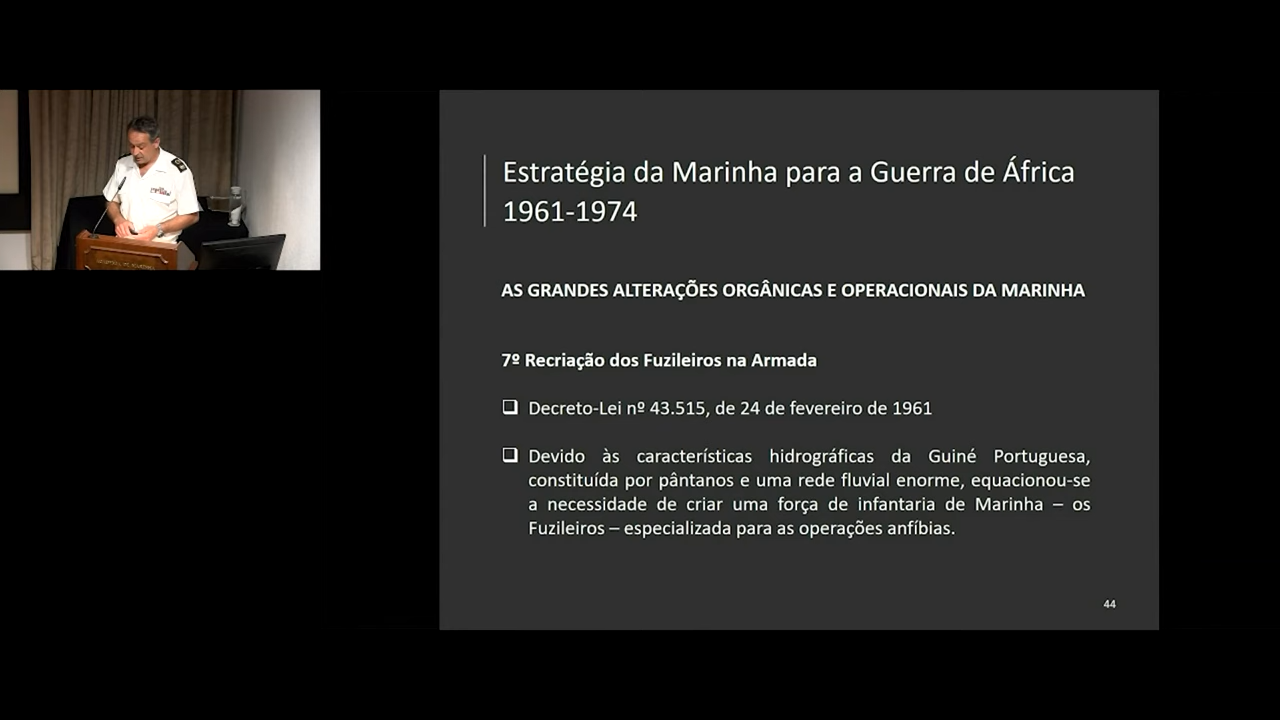 Estratégia da Marinha para a Guerra de África
1961-1974
AS GRANDES ALTERAÇÕES ORGÂNICAS E OPERACIONAIS DA MARINHA
7º Recriação dos Fuzileiros na Armada
❑ Decreto-Lei nº 43.515, de 24 de fevereiro de 1961
❑ Devido às características hidrográficas da Guiné Portuguesa,
constituída por pântanos e uma rede fluvial enorme, equacionou-se
a necessidade de criar uma força de infantaria de Marinha – os
Fuzileiros – especializada para as operações anfíbias.
44